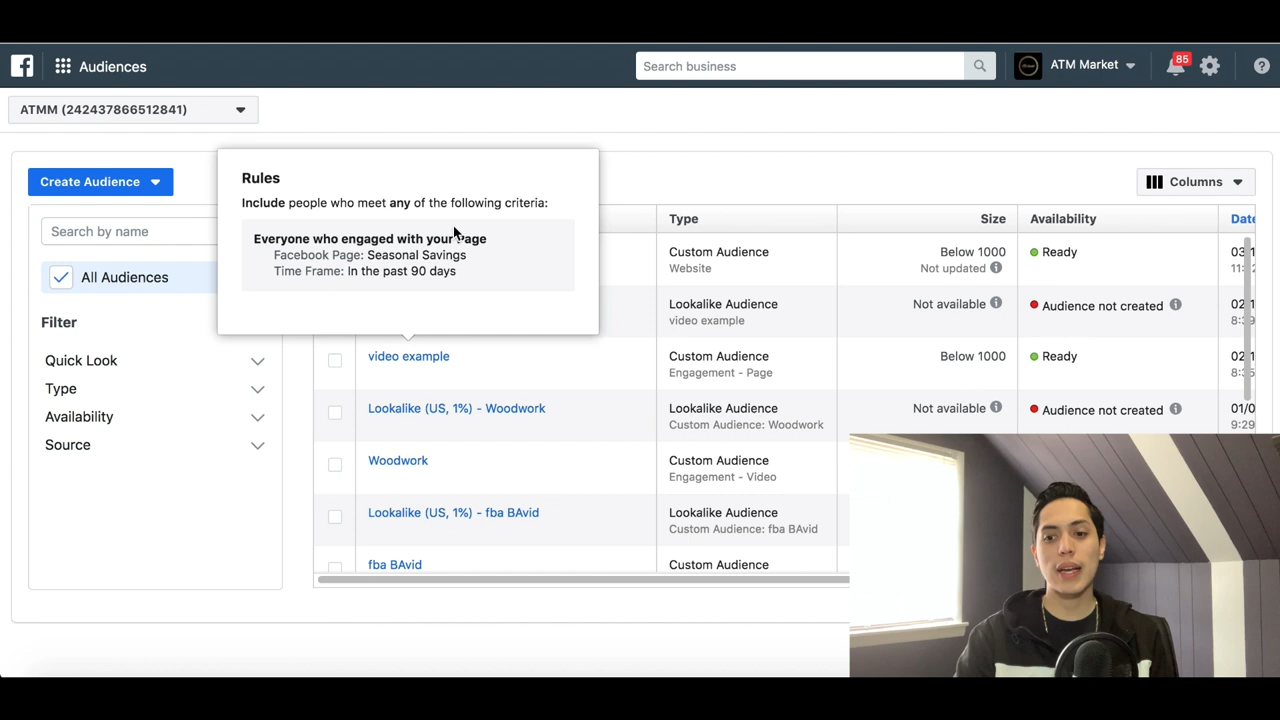 Audiences
Search business
ATM Market
85
ATMM (242437866512841)
Create Audience
Columns
Rules
Include people who meet any of the following criteria:
Everyone who engaged with your Page
Facebook Page: Seasonal Savings
Time Frame: In the past 90 days
Search by name
All Audiences
Filter
Quick Look
Type
Availability
Source
Type
Size
Availability
Date
Custom Audience
Website
Below 1000
Not updated
Ready
Lookalike Audience
video example
Not available
Audience not created
video example
Custom Audience
Engagement - Page
Below 1000
Ready
Lookalike (US, 1%) - Woodwork
Lookalike Audience
Custom Audience: Woodwork
Not available
Audience not created
01/0
9:29
Woodwork
Custom Audience
Engagement - Video
Lookalike (US, 1%) - fba BAvid
Lookalike Audience
Custom Audience: fba BAvid
fba BAvid
Custom Audience